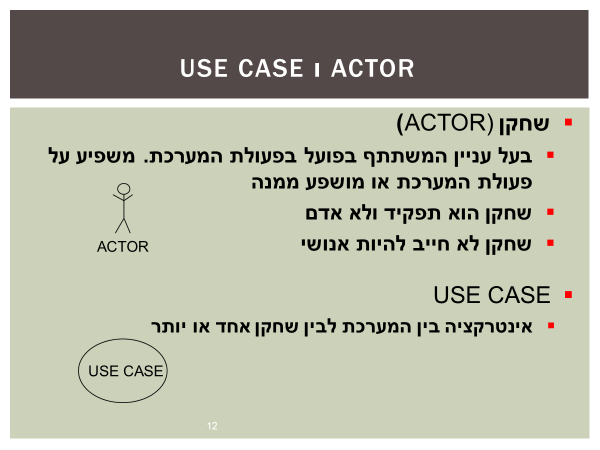 USE CASE ו ACTOR
שחקן (ACTOR)
בעל עניין המשתתף בפועל בפעולת המערכת. משפיע על
פעולת המערכת או מושפע ממנה
שחקן הוא תפקיד ולא אדם
שחקן לא חייב להיות אנושי
ACTOR
USE CASE
אינטרקציה בין המערכת לבין שחקן אחד או יותר
USE CASE
12